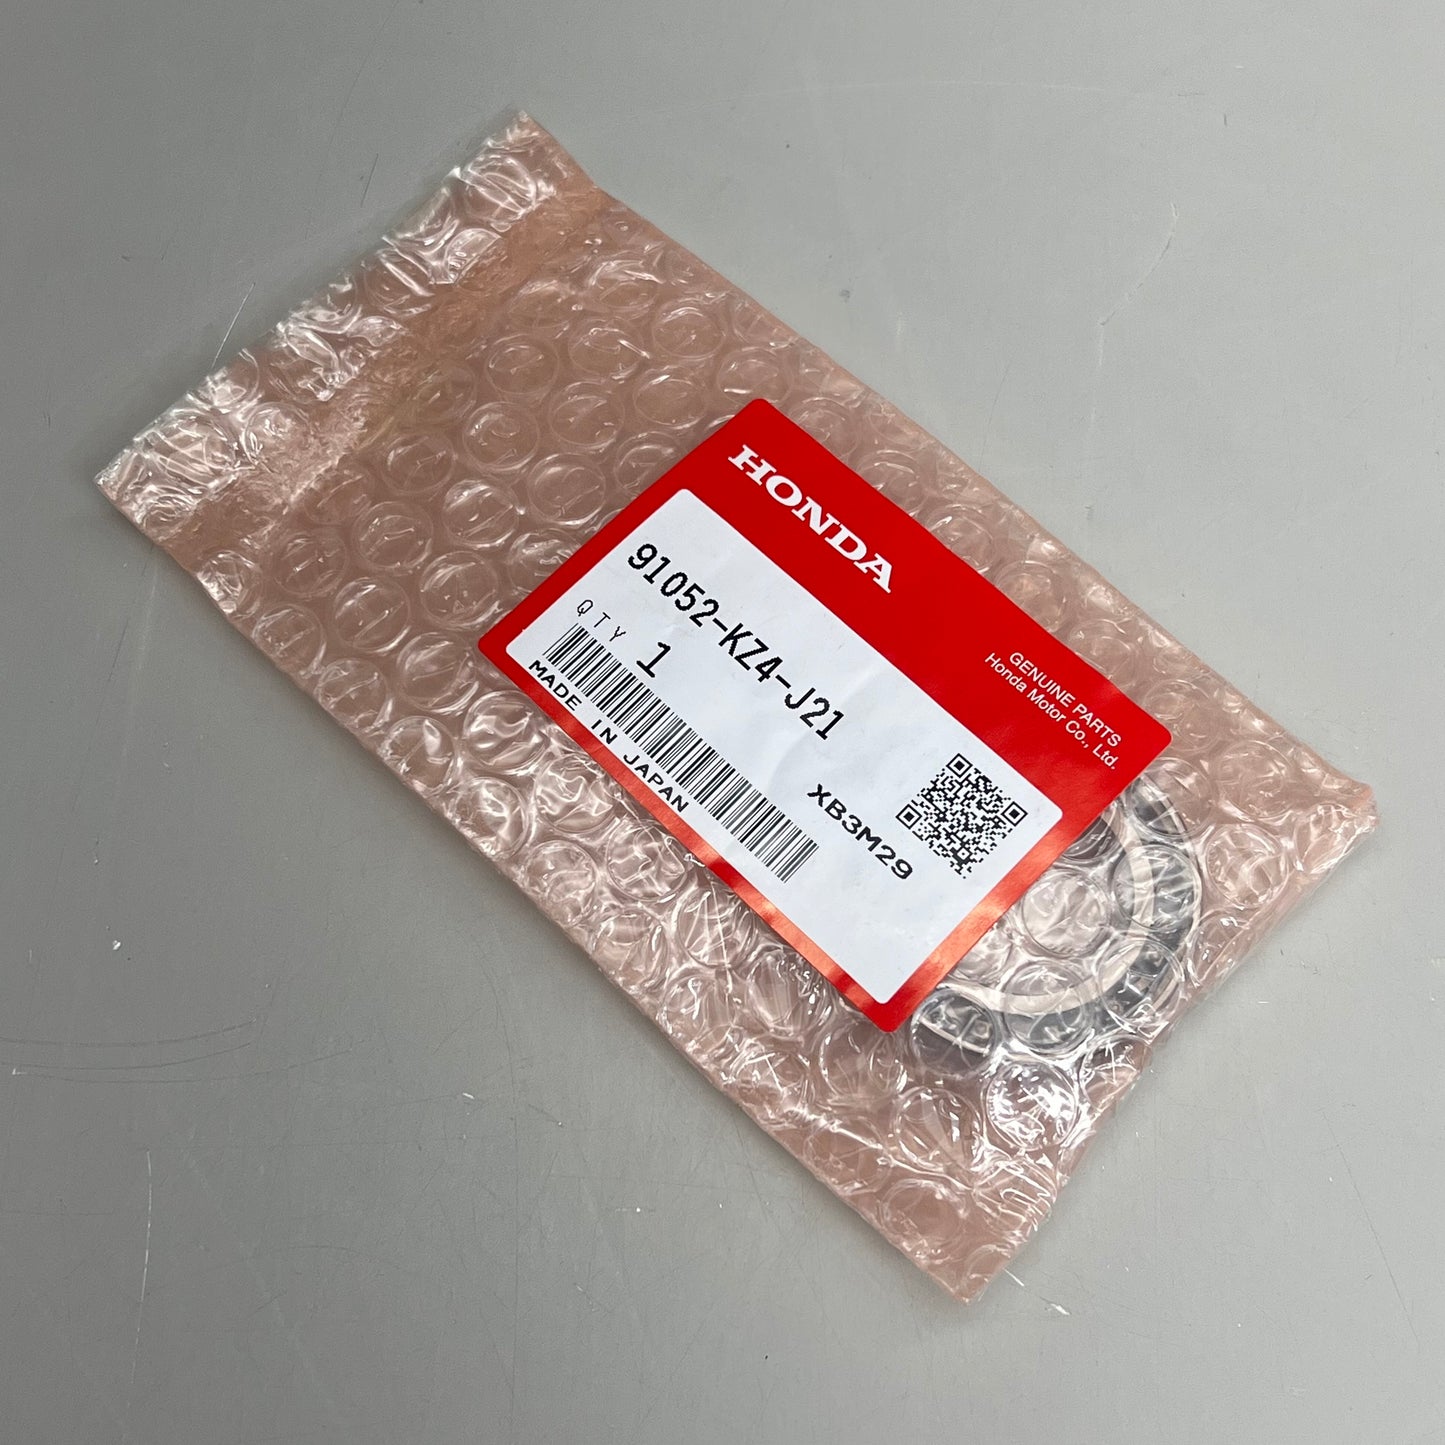 HONDA
GENUINE PARTS
Honda Motor Co., Ltd.
91052-KZ4-J21
QTY 1
XB3M29
MADE IN JAPAN